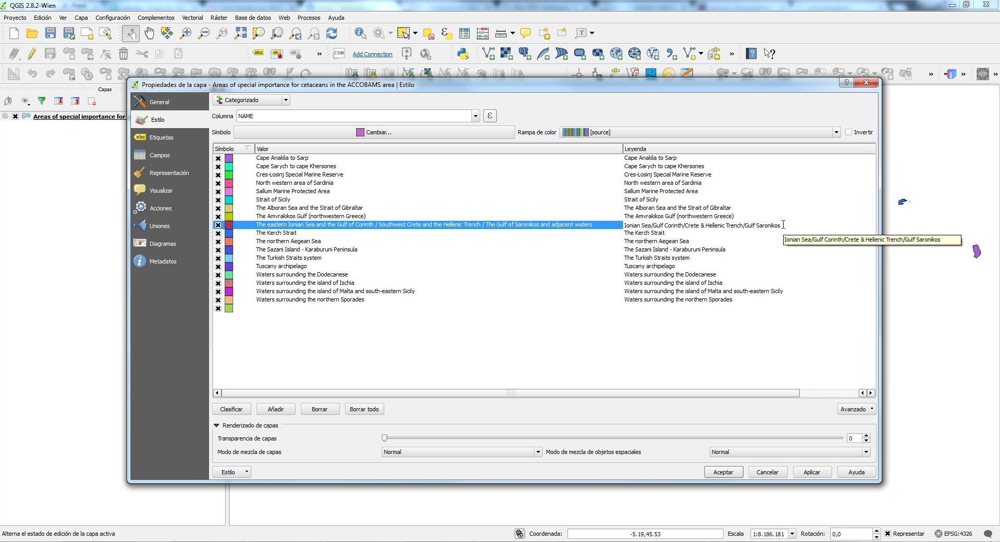 QGIS 2.8.2-Wien
Proyecto Edición Ver Capa Configuración Complementos Vectorial Ráster Base de datos Web Procesos Ayuda
CSW Add Connection
Capas
Areas of special importance for
Propiedades de la capa - Areas of special importance for cetaceans in the ACCOBAMS area | Estilo
General
Estilo
Etiquetas
Campos
Representación
Visualizar
Acciones
Uniones
Diagramas
Metadatos
Categorizado
Columna NAME
Símbolo Cambiar... Rampa de color [source] Invertir
Símbolo Valor Leyenda
Cape Anaklia to Sarp Cape Anaklia to Sarp
Cape Sarych to cape Khersones Cape Sarych to cape Khersones
Cres-Losinj Special Marine Reserve Cres-Losinj Special Marine Reserve
North western area of Sardinia North western area of Sardinia
Sallum Marine Protected Area Sallum Marine Protected Area
Strait of Sicily Strait of Sicily
The Alboran Sea and the Strait of Gibraltar The Alboran Sea and the Strait of Gibraltar
The Amvrakikos Gulf (northwestern Greece) The Amvrakikos Gulf (northwestern Greece)
The eastern Ionian Sea and the Gulf of Corinth / Southwest Crete and the Hellenic Trench / The Gulf of Saronikos and adjacent waters Ionian Sea/Gulf Corinth/Crete & Hellenic Trench/Gulf Saronikos
The Kerch Strait The Kerch Strait
The northern Aegean Sea The northern Aegean Sea
Ionian Sea/Gulf Corinth/Crete & Hellenic Trench/Gulf Saronikos
The Sazani Island - Karaburuni Peninsula The Sazani Island - Karaburuni Peninsula
The Turkish Straits system The Turkish Straits system
Tuscany archipelago Tuscany archipelago
Waters surrounding the Dodecanese Waters surrounding the Dodecanese
Waters surrounding the island of Ischia Waters surrounding the island of Ischia
Waters surrounding the island of Malta and south-eastern Sicily Waters surrounding the island of Malta and south-eastern Sicily
Waters surrounding the northern Sporades Waters surrounding the northern Sporades
Clasificar Añadir Borrar Borrar todo Avanzado
Renderizado de capas
Transparencia de capas 0
Modo de mezcla de capas Normal Modo de mezcla de objetos espaciales Normal
Estilo Aceptar Cancelar Aplicar Ayuda
Alterna el estado de edición de la capa activa Coordenada: -5.19,45.53 Escala 1:8.186.181 Rotación: 0,0 Representar EPSG:4326